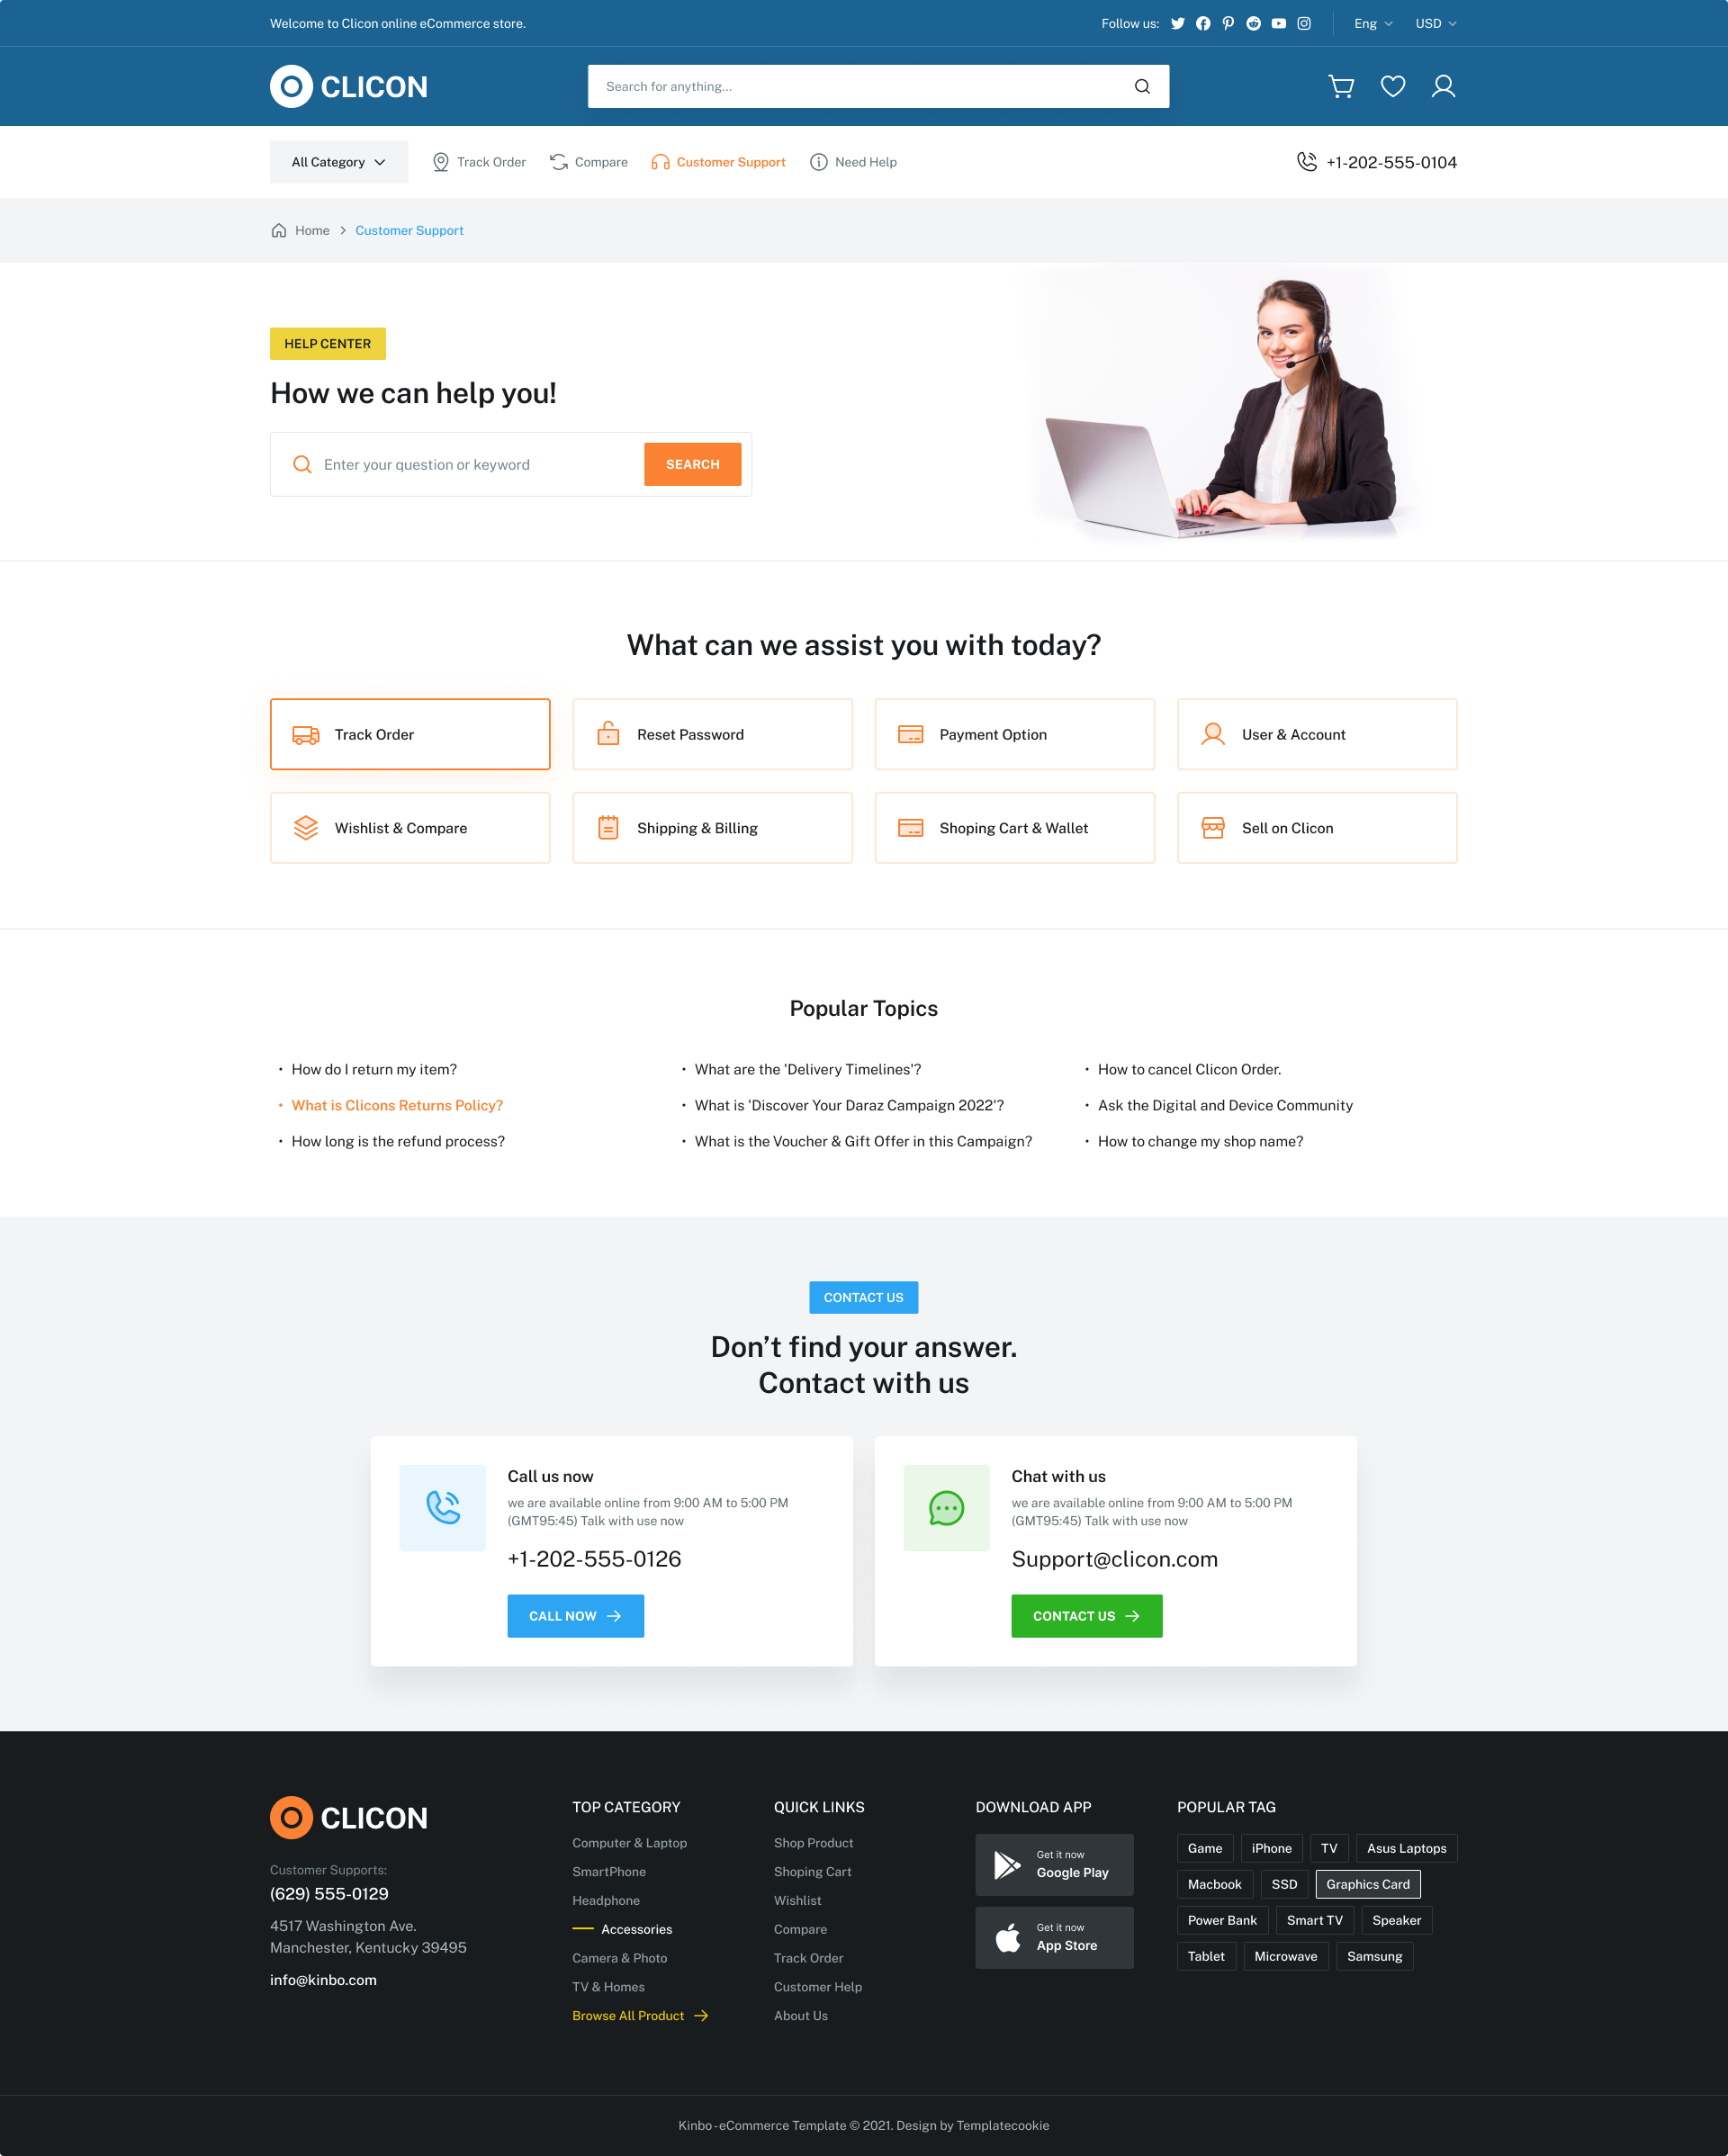 Welcome to Clicon online eCommerce store.
Follow us:
Eng
USD
CLICON
Search for anything...
All Category
Track Order
Compare
Customer Support
Need Help
+1-202-555-0104
Home
Customer Support
HELP CENTER
How we can help you!
Enter your question or keyword
SEARCH
What can we assist you with today?
Track Order
Reset Password
Payment Option
User & Account
Wishlist & Compare
Shipping & Billing
Shoping Cart & Wallet
Sell on Clicon
Popular Topics
• How do I return my item?
• What is Clicons Returns Policy?
• How long is the refund process?
• What are the 'Delivery Timelines'?
• What is 'Discover Your Daraz Campaign 2022'?
• What is the Voucher & Gift Offer in this Campaign?
• How to cancel Clicon Order.
• Ask the Digital and Device Community
• How to change my shop name?
CONTACT US
Don’t find your answer.
Contact with us
Call us now
we are available online from 9:00 AM to 5:00 PM
(GMT95:45) Talk with use now
+1-202-555-0126
CALL NOW
Chat with us
we are available online from 9:00 AM to 5:00 PM
(GMT95:45) Talk with use now
Support@clicon.com
CONTACT US
CLICON
Customer Supports:
(629) 555-0129
4517 Washington Ave.
Manchester, Kentucky 39495
info@kinbo.com
TOP CATEGORY
Computer & Laptop
SmartPhone
Headphone
Accessories
Camera & Photo
TV & Homes
Browse All Product
QUICK LINKS
Shop Product
Shoping Cart
Wishlist
Compare
Track Order
Customer Help
About Us
DOWNLOAD APP
Get it now
Google Play
Get it now
App Store
POPULAR TAG
Game
iPhone
TV
Asus Laptops
Macbook
SSD
Graphics Card
Power Bank
Smart TV
Speaker
Tablet
Microwave
Samsung
Kinbo - eCommerce Template © 2021. Design by Templatecookie